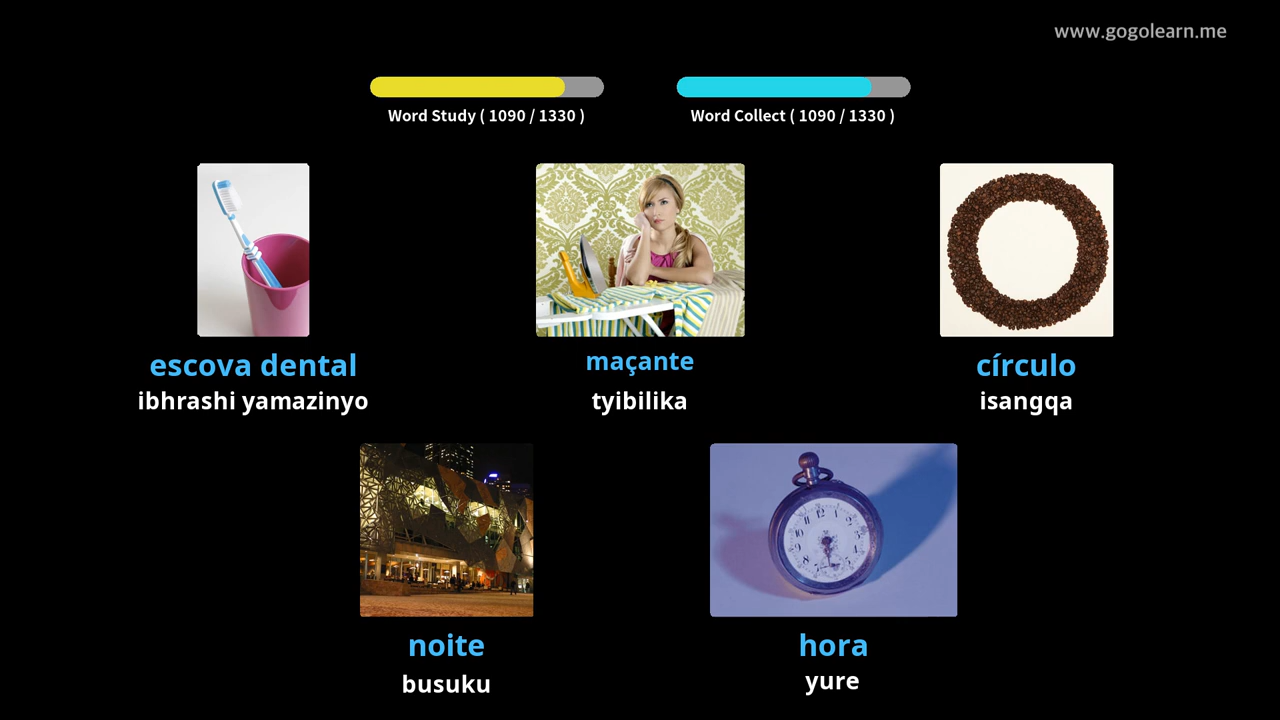 www.gogolearn.me
Word Study ( 1090 / 1330 )
Word Collect ( 1090 / 1330 )
escova dental
ibhrashi yamazinyo
maçante
tyibilika
círculo
isangqa
noite
busuku
hora
yure